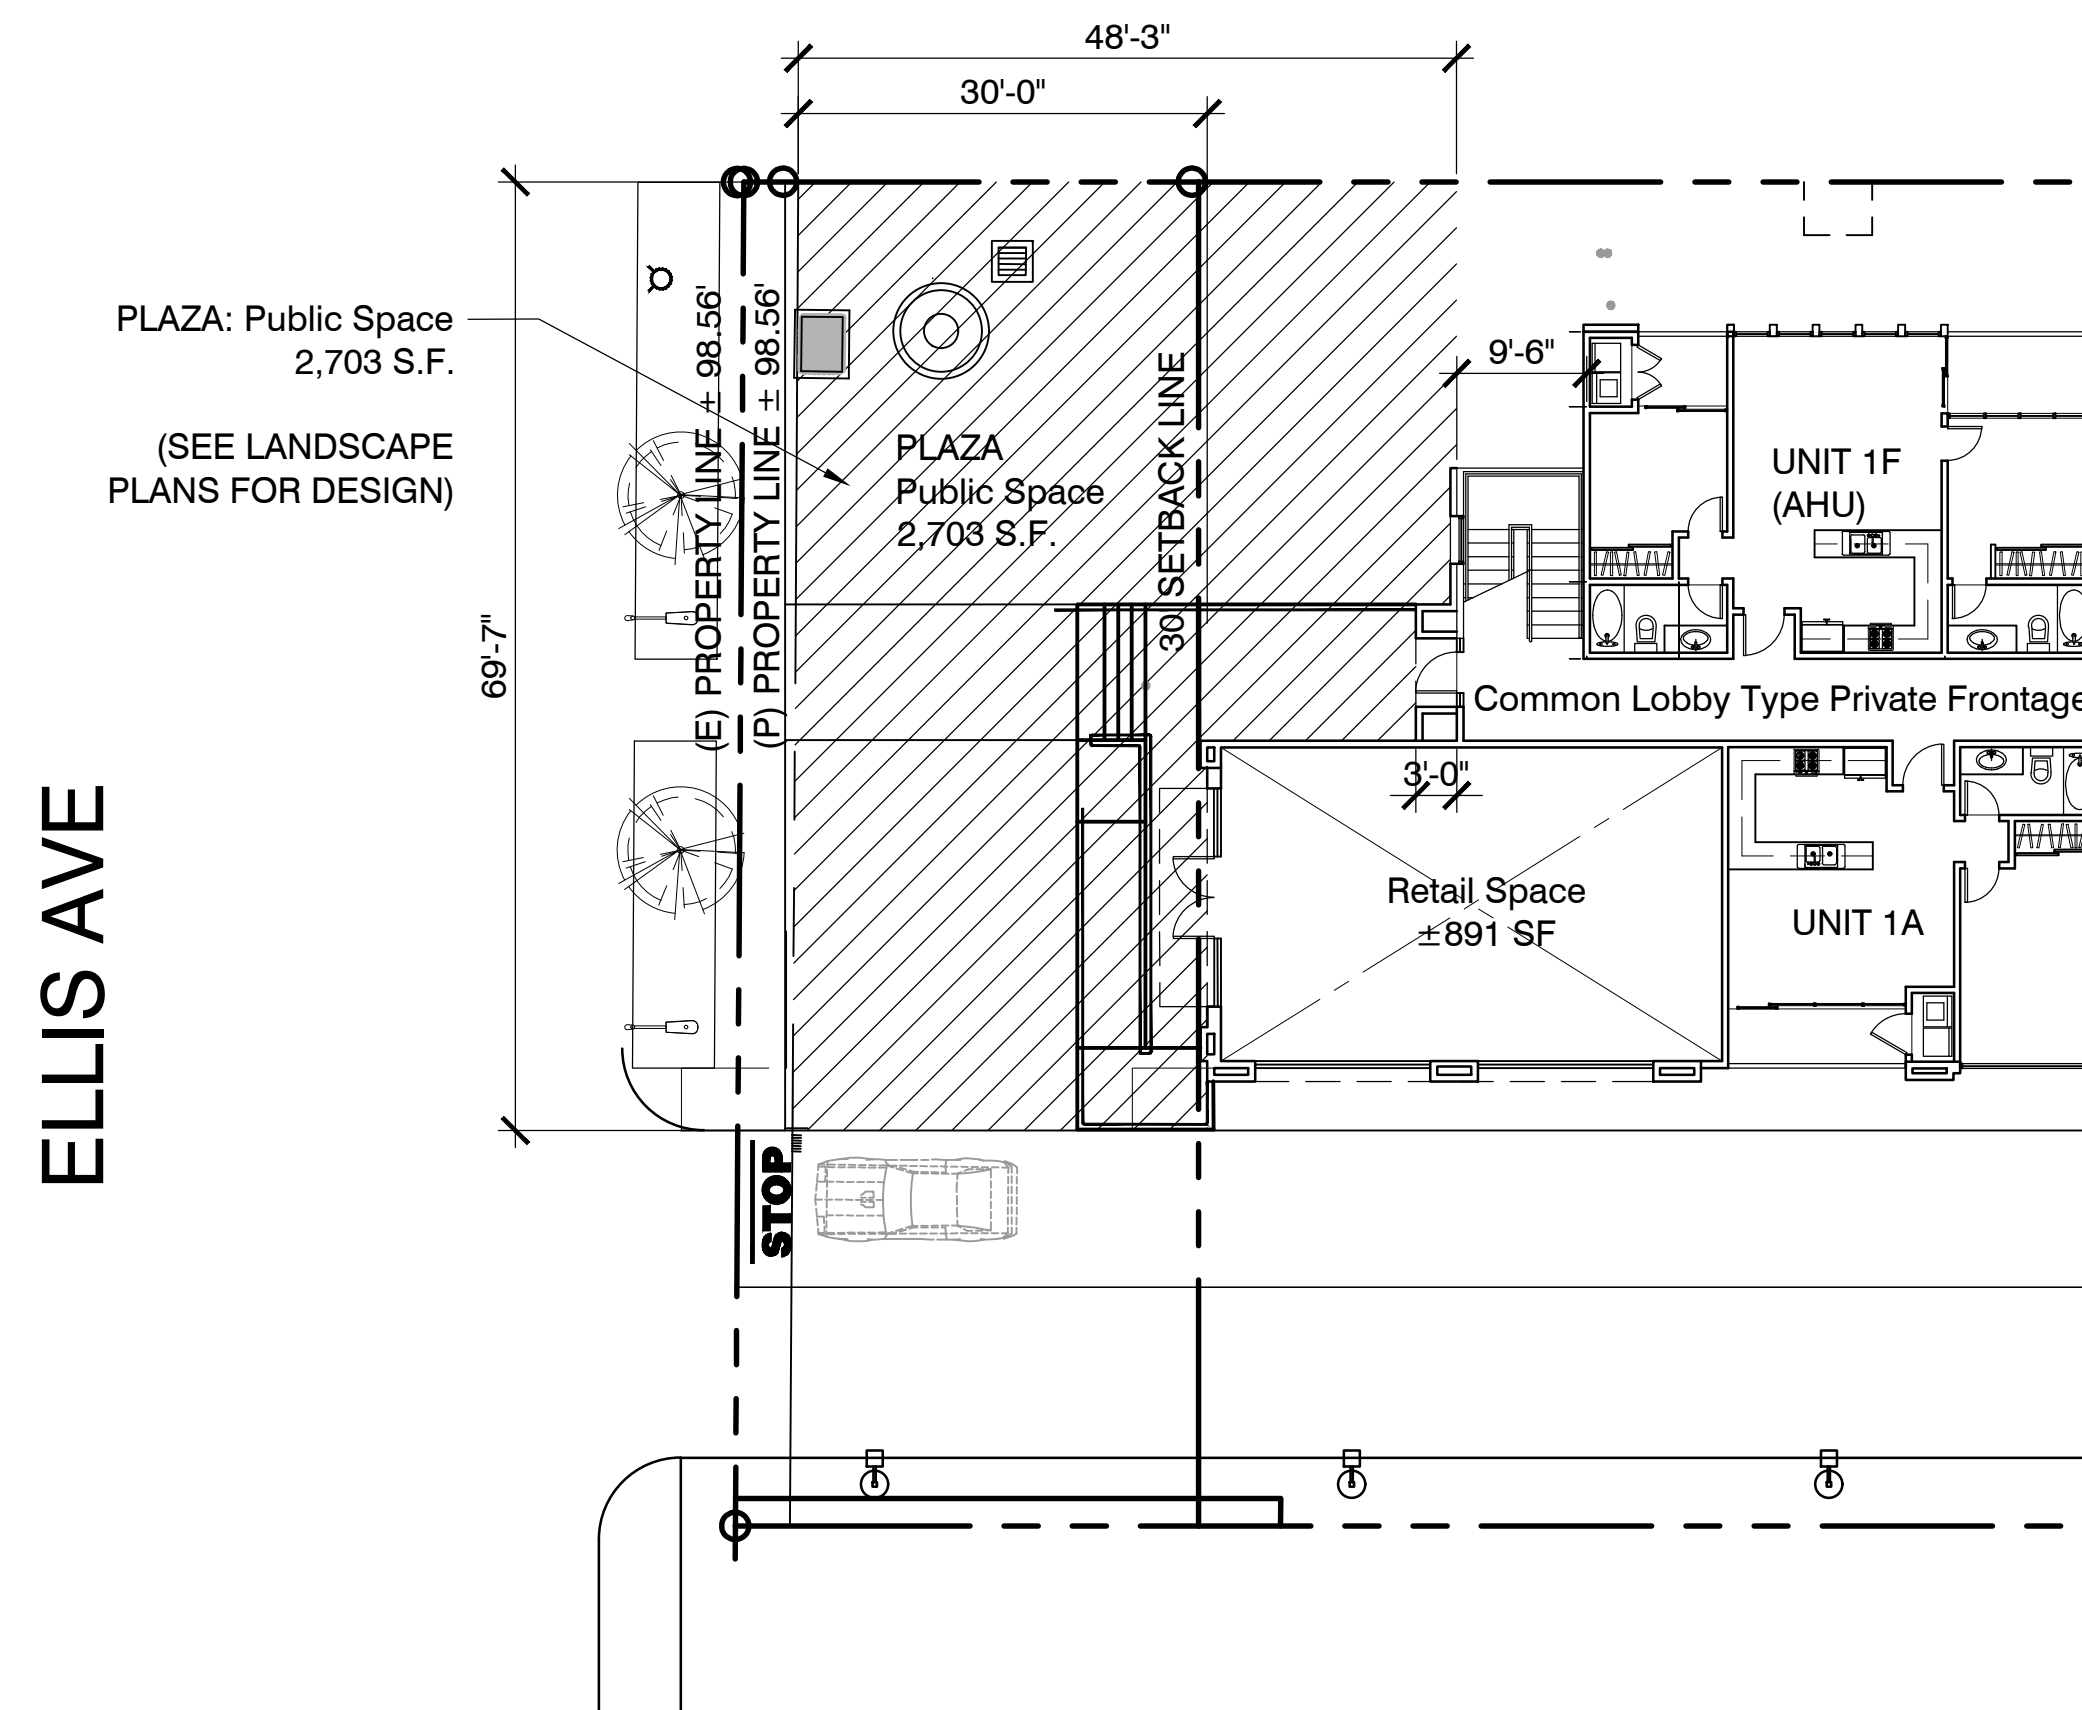 48'-3"
30'-0"
PLAZA: Public Space
2,703 S.F.
(SEE LANDSCAPE
PLANS FOR DESIGN)
(E) PROPERTY LINE ± 98.56'
(P) PROPERTY LINE ± 98.56'
PLAZA
Public Space
2,703 S.F.
30' SETBACK LINE
9'-6"
UNIT 1F
(AHU)
69'-7"
Common Lobby Type Private Frontage
3'-0"
Retail Space
±891 SF
UNIT 1A
ELLIS AVE
STOP